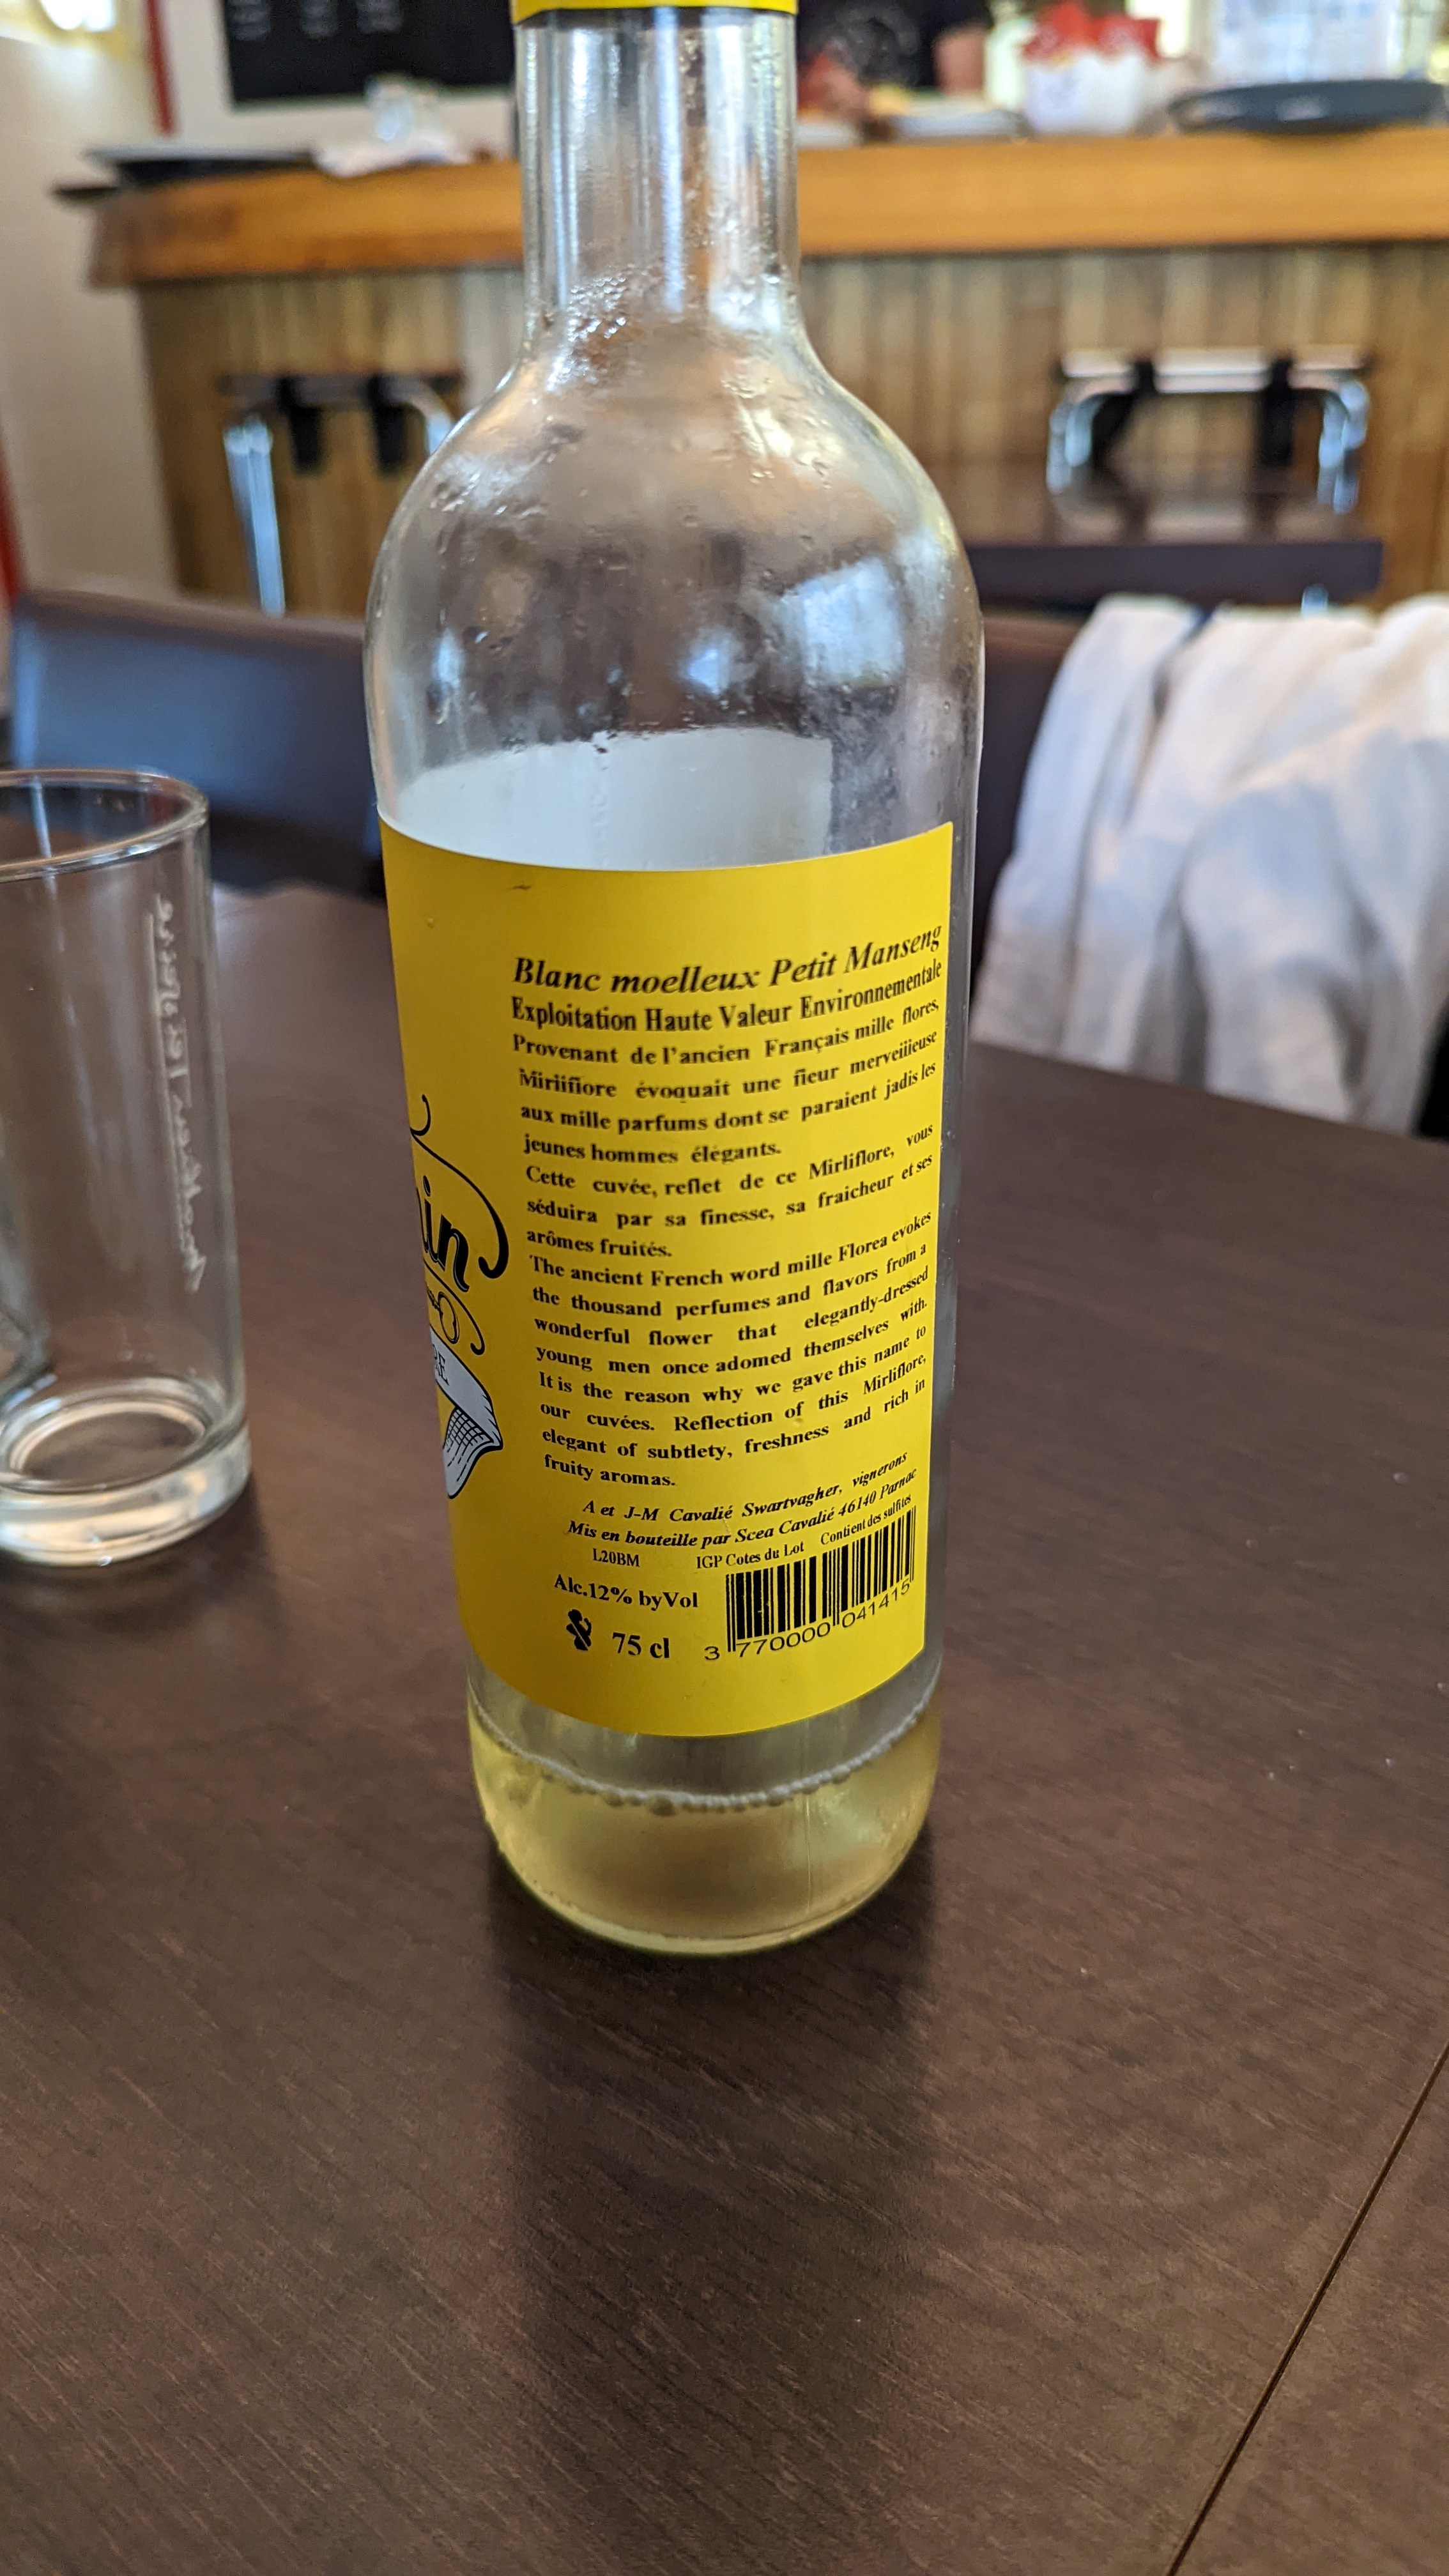 Blanc moelleux Petit Manseng
Exploitation Haute Valeur Environnementale
Provenant de l'ancien Français mille flores,
Mirliflore évoquait une fleur merveilleuse
aux mille parfums dont se paraient jadis les
jeunes hommes élégants.
Cette cuvée, reflet de ce Mirliflore, vous
séduira par sa finesse, sa fraicheur et ses
arômes fruités.
The ancient French word mille Florea evokes
the thousand perfumes and flavors from a
wonderful flower that elegantly-dressed
young men once adomed themselves with.
It is the reason why we gave this name to
our cuvées. Reflection of this Mirliflore,
elegant of subtlety, freshness and rich in
fruity aromas.
A et J-M Cavalié Swartvagher, vignerons
Mis en bouteille par Scea Cavalié 46140 Parnac
L20BM IGP Cotes du Lot Contient des sulfites
Alc.12% byVol
75 cl
3 770000 041415